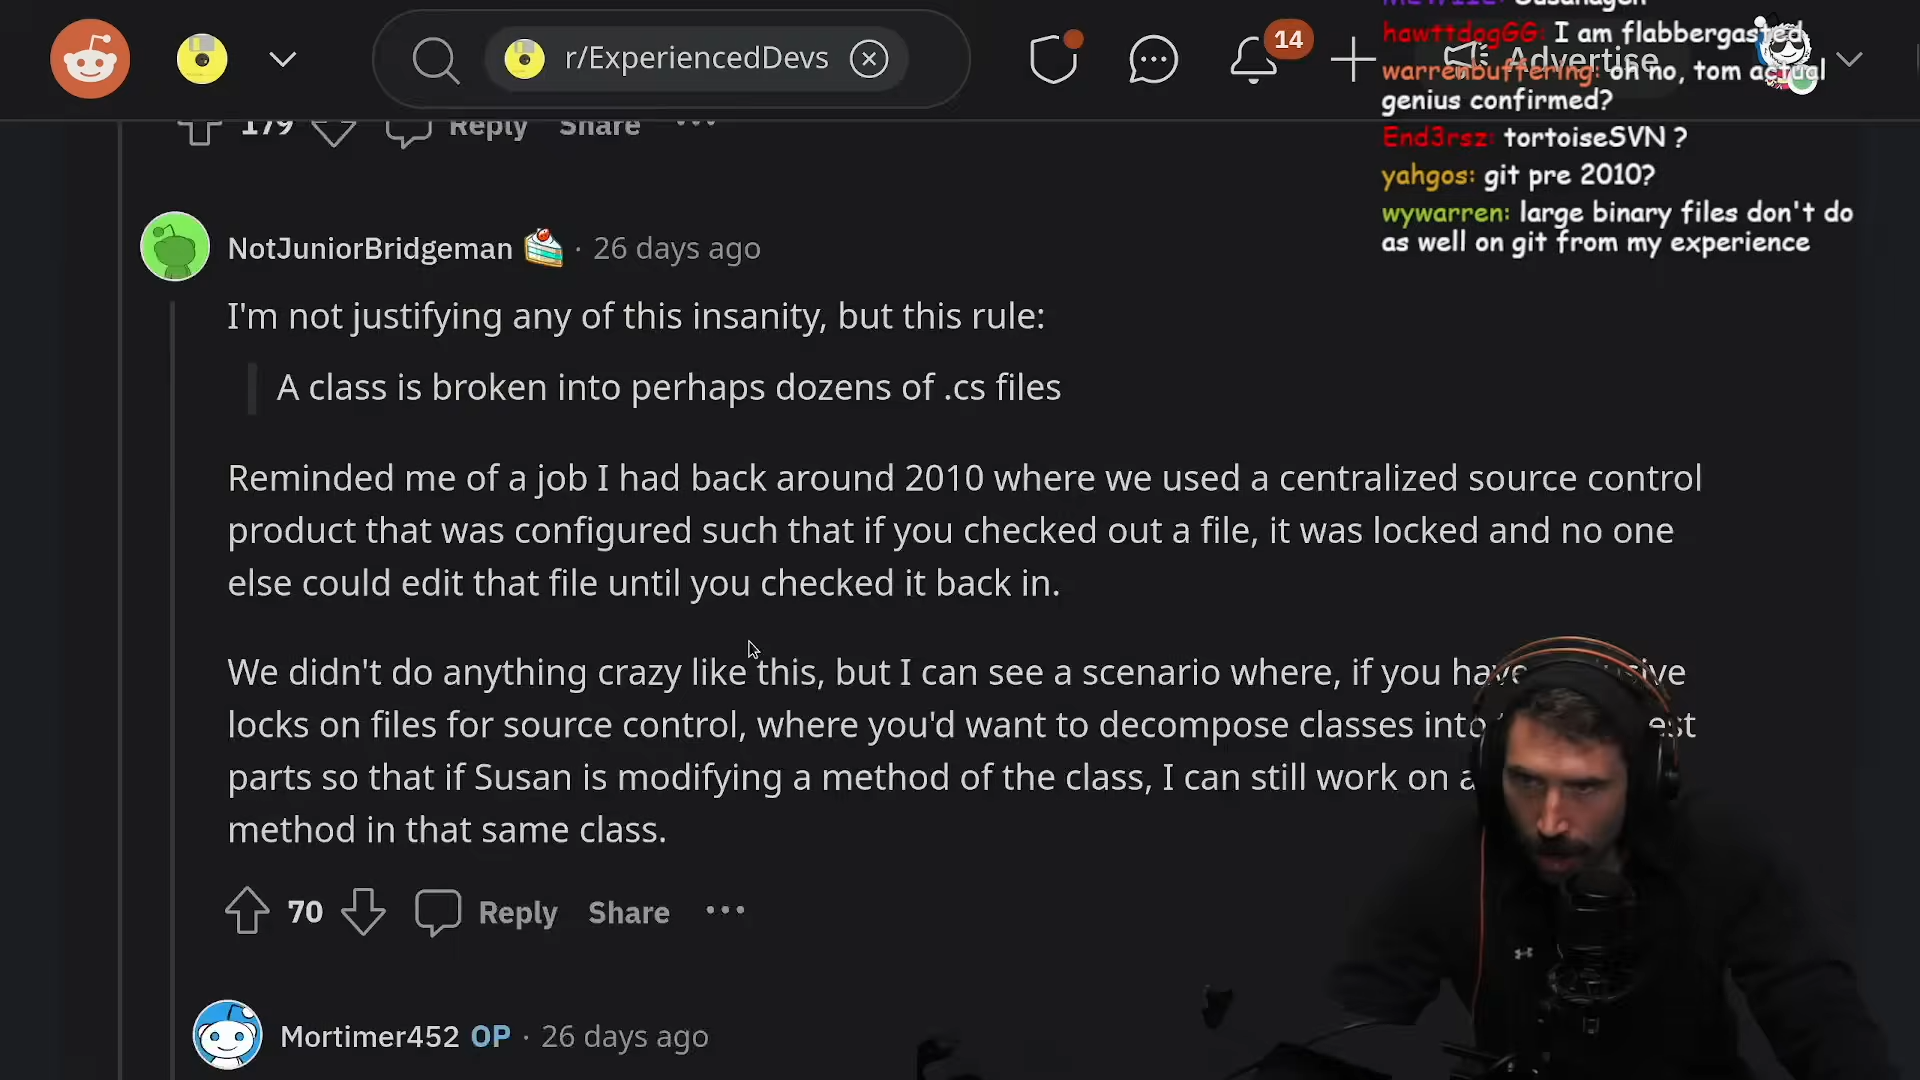 r/ExperiencedDevs
14
Advertise
Susanagen
hawttdogGG: I am flabbergasted
warrenbuffering: oh no, tom actual
genius confirmed?
End3rsz: tortoiseSVN ?
yahgos: git pre 2010?
wywarren: large binary files don't do
as well on git from my experience
179 Reply Share ...
NotJuniorBridgeman · 26 days ago
I'm not justifying any of this insanity, but this rule:
A class is broken into perhaps dozens of .cs files
Reminded me of a job I had back around 2010 where we used a centralized source control
product that was configured such that if you checked out a file, it was locked and no one
else could edit that file until you checked it back in.
We didn't do anything crazy like this, but I can see a scenario where, if you have
locks on files for source control, where you'd want to decompose classes into
parts so that if Susan is modifying a method of the class, I can still work on
method in that same class.
70 Reply Share ...
Mortimer452 OP · 26 days ago